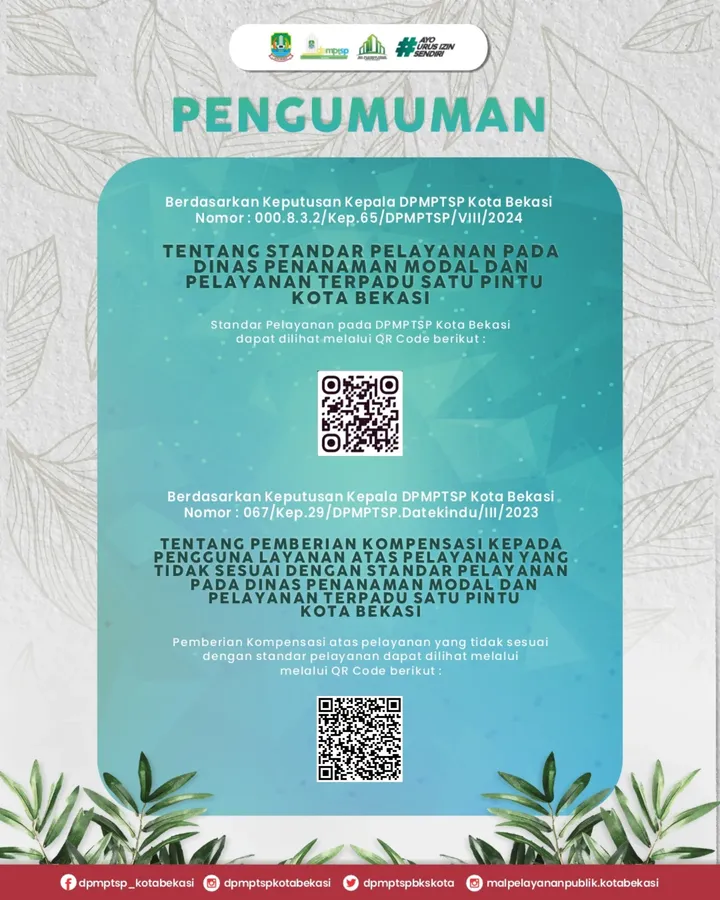 dpmptsp
# AYO
URUS IZIN
SENDIRI
PENGUMUMAN
Berdasarkan Keputusan Kepala DPMPTSP Kota Bekasi
Nomor : 000.8.3.2/Kep.65/DPMPTSP/VIII/2024
TENTANG STANDAR PELAYANAN PADA
DINAS PENANAMAN MODAL DAN
PELAYANAN TERPADU SATU PINTU
KOTA BEKASI
Standar Pelayanan pada DPMPTSP Kota Bekasi
dapat dilihat melalui QR Code berikut :
Berdasarkan Keputusan Kepala DPMPTSP Kota Bekasi
Nomor : 067/Kep.29/DPMPTSP.Datekindu/III/2023
TENTANG PEMBERIAN KOMPENSASI KEPADA
PENGGUNA LAYANAN ATAS PELAYANAN YANG
TIDAK SESUAI DENGAN STANDAR PELAYANAN
PADA DINAS PENANAMAN MODAL DAN
PELAYANAN TERPADU SATU PINTU
KOTA BEKASI
Pemberian Kompensasi atas pelayanan yang tidak sesuai
dengan standar pelayanan dapat dilihat melalui
melalui QR Code berikut :
dpmptsp_kotabekasi dpmptspkotabekasi dpmptspbkskota malpelayananpublik.kotabekasi